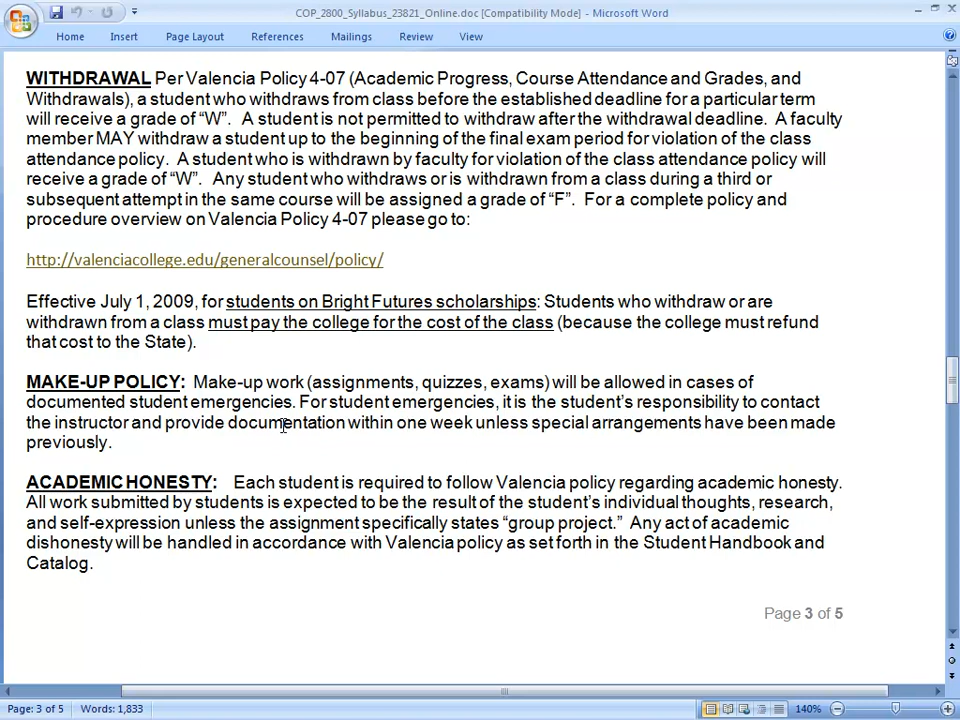 COP_2800_Syllabus_23821_Online.doc [Compatibility Mode] - Microsoft Word
Home Insert Page Layout References Mailings Review View
WITHDRAWAL Per Valencia Policy 4-07 (Academic Progress, Course Attendance and Grades, and
Withdrawals), a student who withdraws from class before the established deadline for a particular term
will receive a grade of “W”.  A student is not permitted to withdraw after the withdrawal deadline.  A faculty
member MAY withdraw a student up to the beginning of the final exam period for violation of the class
attendance policy.  A student who is withdrawn by faculty for violation of the class attendance policy will
receive a grade of “W”.  Any student who withdraws or is withdrawn from a class during a third or
subsequent attempt in the same course will be assigned a grade of “F”.  For a complete policy and
procedure overview on Valencia Policy 4-07 please go to:
http://valenciacollege.edu/generalcounsel/policy/
Effective July 1, 2009, for students on Bright Futures scholarships: Students who withdraw or are
withdrawn from a class must pay the college for the cost of the class (because the college must refund
that cost to the State).
MAKE-UP POLICY:  Make-up work (assignments, quizzes, exams) will be allowed in cases of
documented student emergencies. For student emergencies, it is the student’s responsibility to contact
the instructor and provide documentation within one week unless special arrangements have been made
previously.
ACADEMIC HONESTY:   Each student is required to follow Valencia policy regarding academic honesty.
All work submitted by students is expected to be the result of the student’s individual thoughts, research,
and self-expression unless the assignment specifically states “group project.”  Any act of academic
dishonesty will be handled in accordance with Valencia policy as set forth in the Student Handbook and
Catalog.
Page 3 of 5
Page: 3 of 5 Words: 1,833 140%